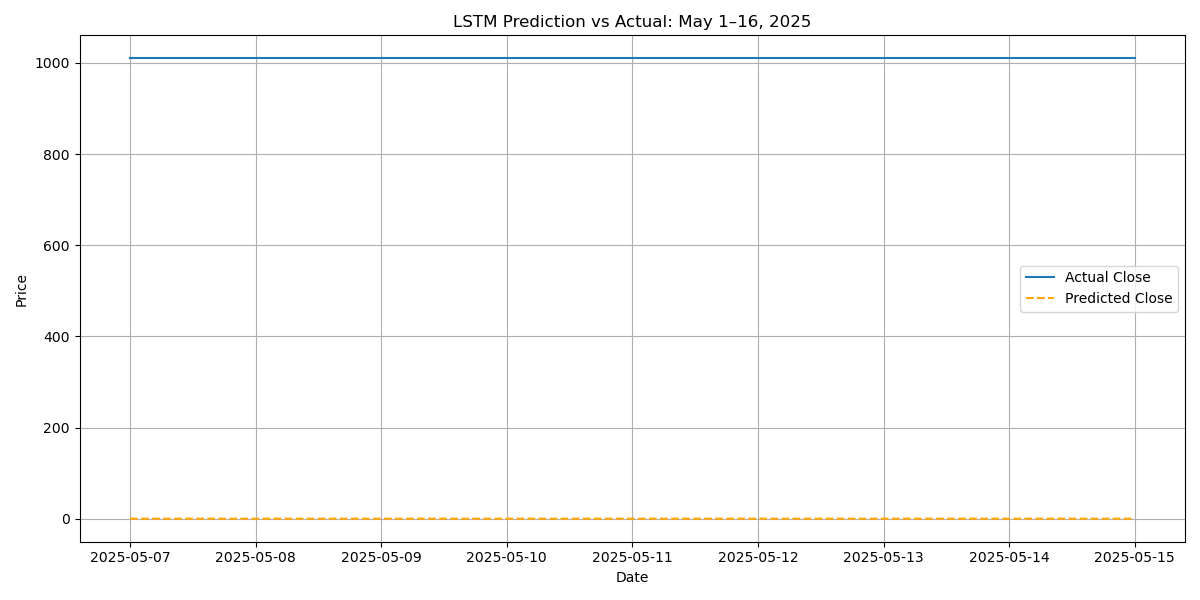 LSTM Prediction vs Actual: May 1–16, 2025
1000
800
600
400
200
0
Price
Actual Close
Predicted Close
2025-05-07 2025-05-08 2025-05-09 2025-05-10 2025-05-11 2025-05-12 2025-05-13 2025-05-14 2025-05-15
Date